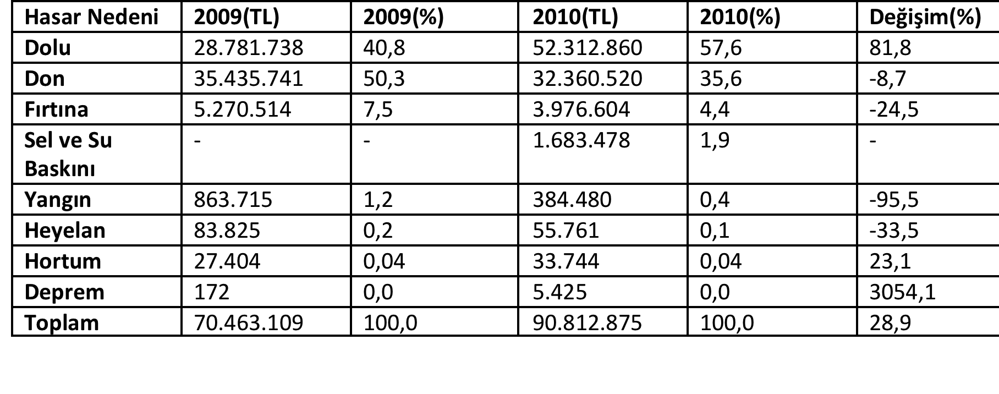 Hasar Nedeni 2009(TL) 2009(%) 2010(TL) 2010(%) Değişim(%)
Dolu 28.781.738 40,8 52.312.860 57,6 81,8
Don 35.435.741 50,3 32.360.520 35,6 -8,7
Fırtına 5.270.514 7,5 3.976.604 4,4 -24,5
Sel ve Su - - 1.683.478 1,9 -
Baskını
Yangın 863.715 1,2 384.480 0,4 -95,5
Heyelan 83.825 0,2 55.761 0,1 -33,5
Hortum 27.404 0,04 33.744 0,04 23,1
Deprem 172 0,0 5.425 0,0 3054,1
Toplam 70.463.109 100,0 90.812.875 100,0 28,9